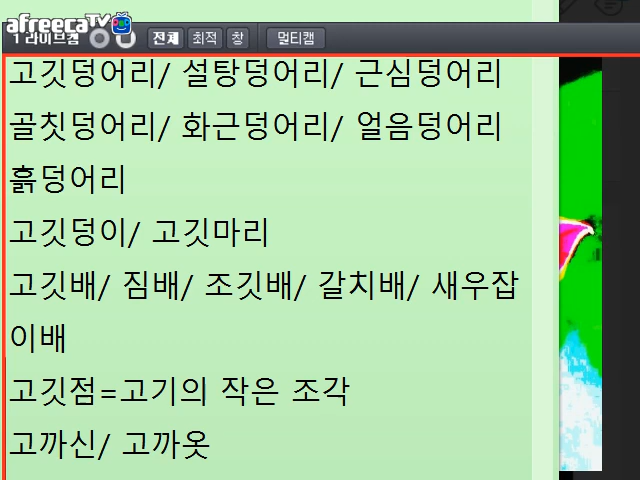 afreecaTV
1 라이브캠 전체 최적 창 멀티캠
고깃덩어리/ 설탕덩어리/ 근심덩어리
골칫덩어리/ 화근덩어리/ 얼음덩어리
흙덩어리
고깃덩이/ 고깃마리
고깃배/ 짐배/ 조깃배/ 갈치배/ 새우잡
이배
고깃점=고기의 작은 조각
고까신/ 고까옷